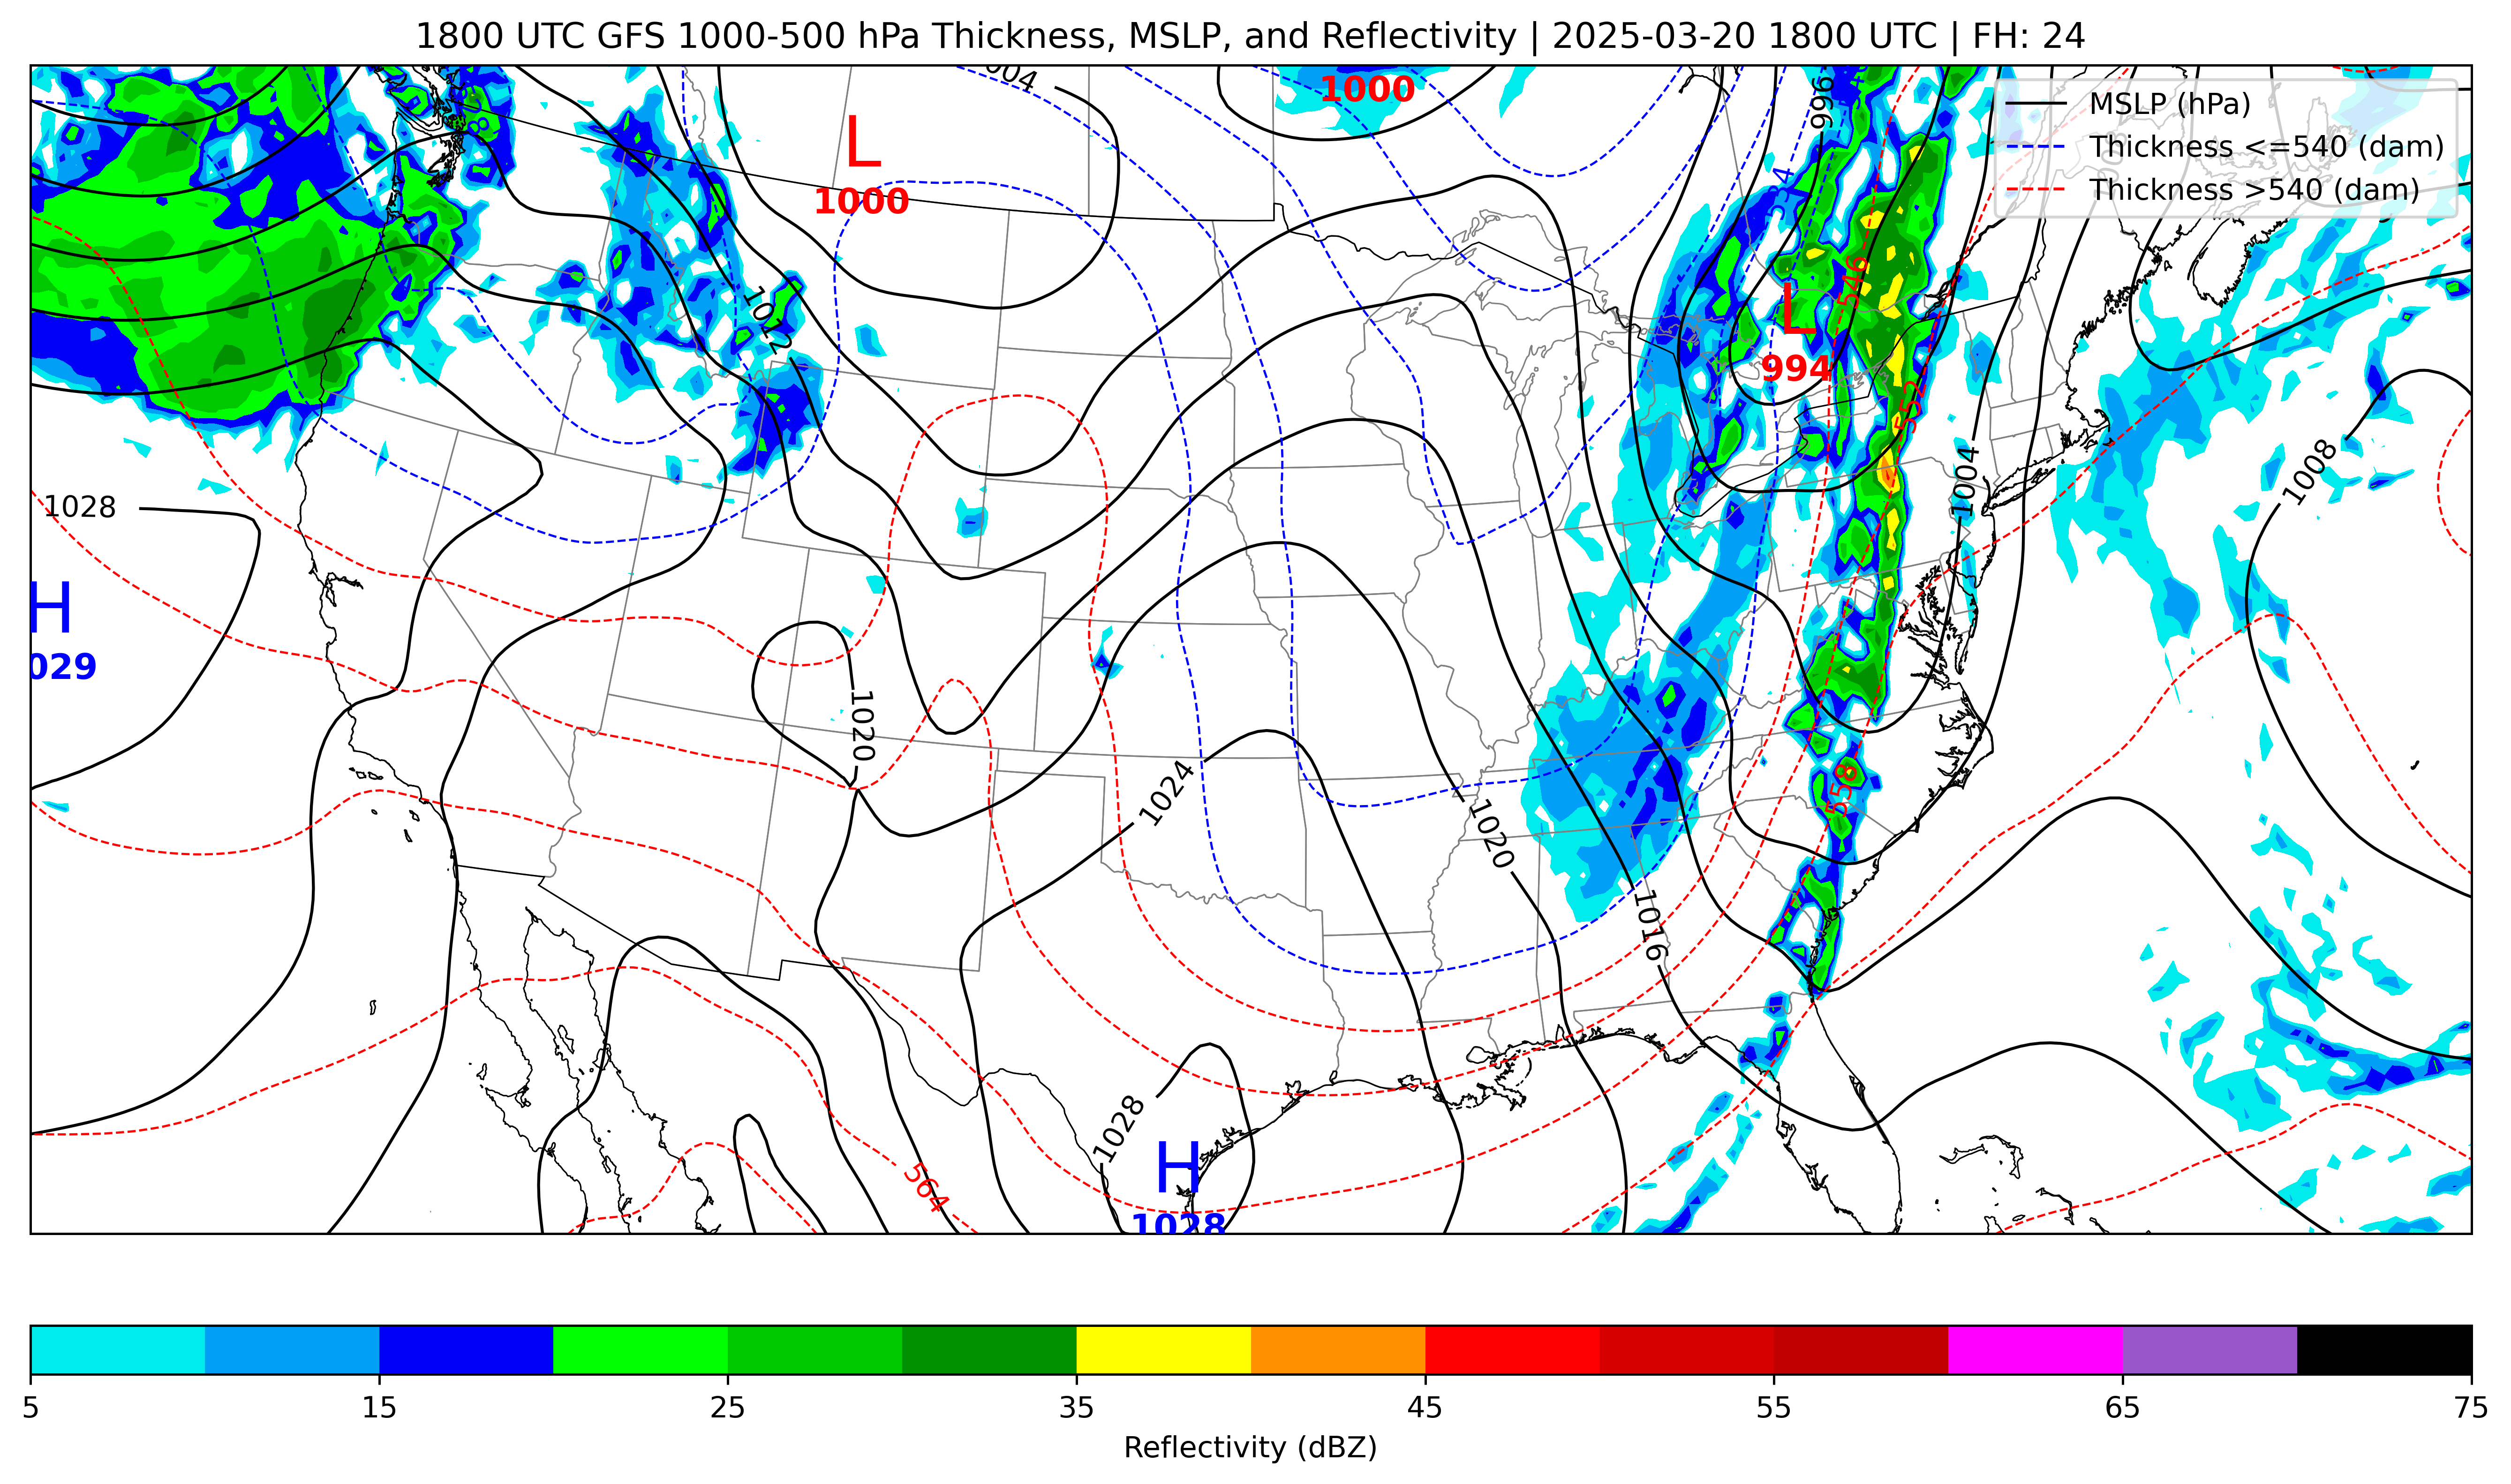 1800 UTC GFS 1000-500 hPa Thickness, MSLP, and Reflectivity | 2025-03-20 1800 UTC | FH: 24
MSLP (hPa)
Thickness <=540 (dam)
Thickness >540 (dam)
1000
996
L
1000
534
546
L
994
552
1012
1028
1004
1008
H
029
1020
1024
1020
558
1016
1028
H
1028
564
5 15 25 35 45 55 65 75
Reflectivity (dBZ)